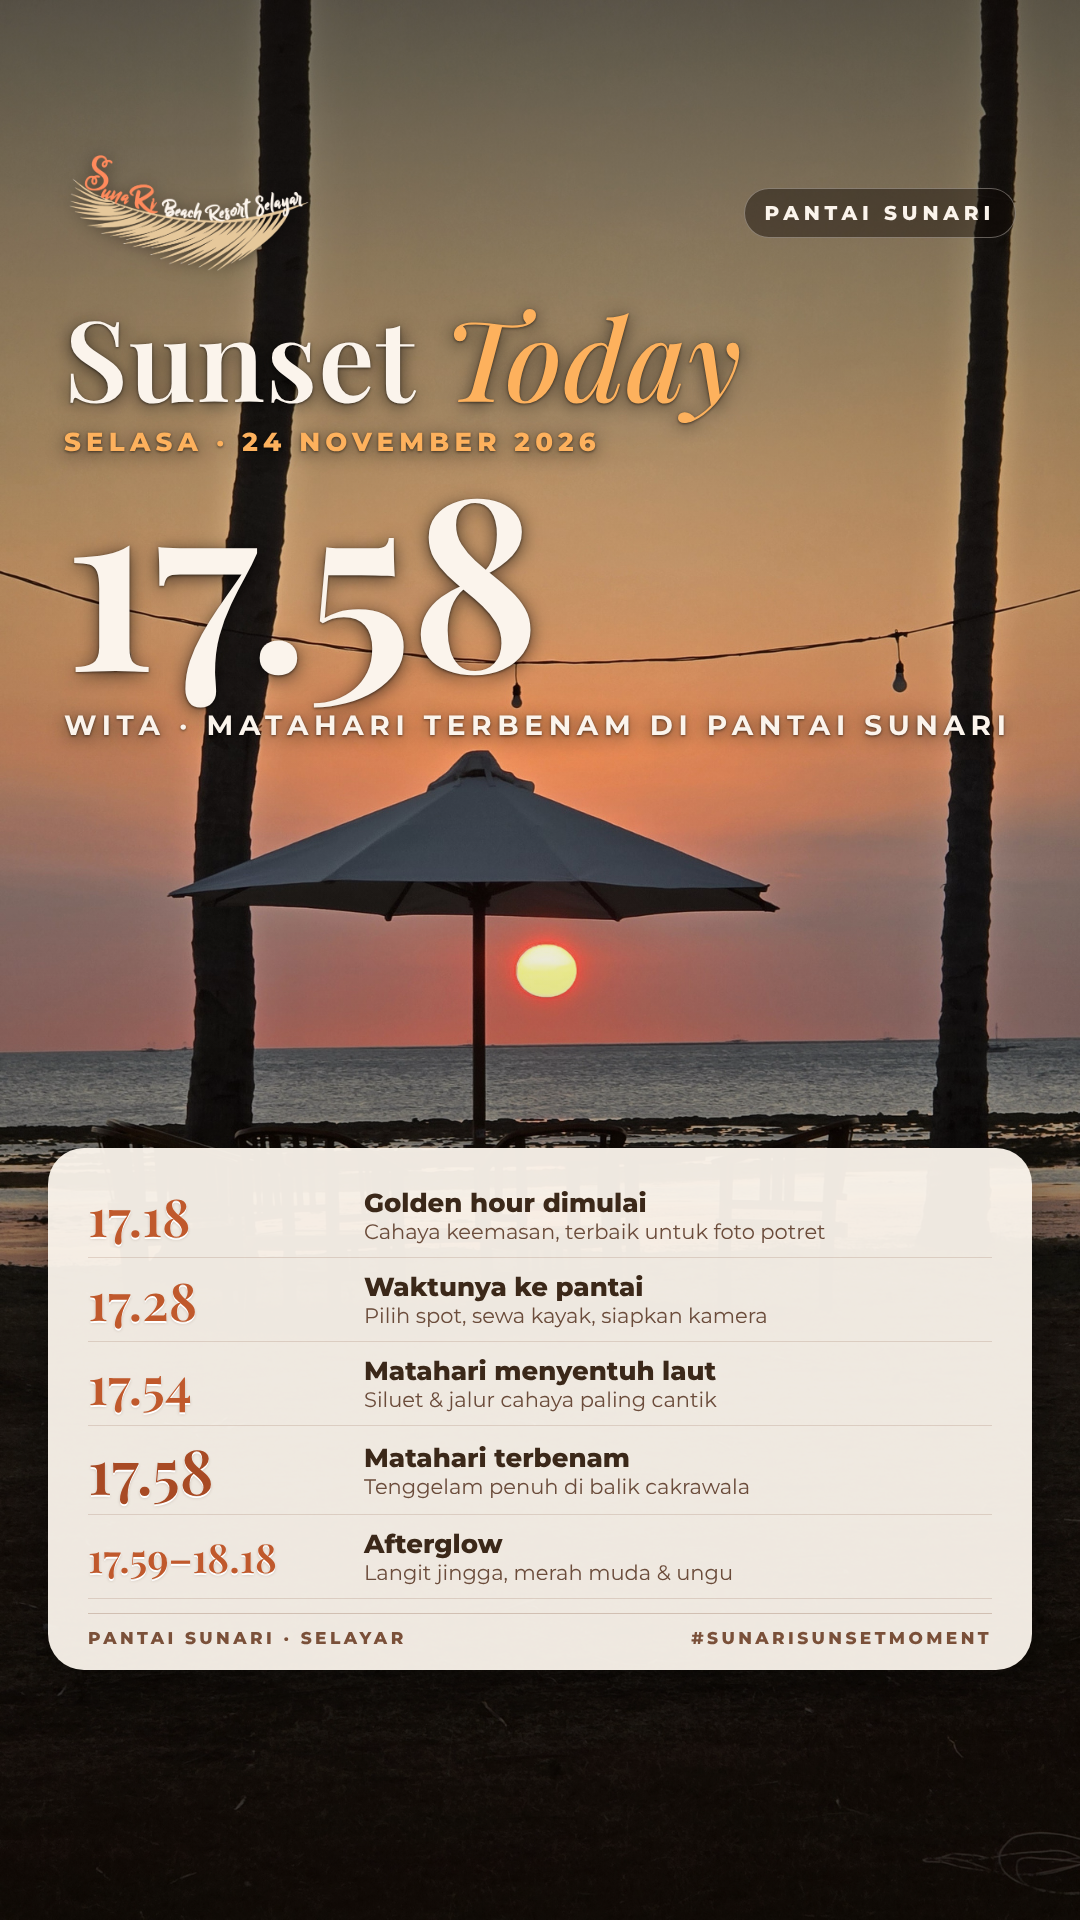 SunaRi Beach Resort Selayar
PANTAI SUNARI
Sunset Today
SELASA · 24 NOVEMBER 2026
17.58
WITA · MATAHARI TERBENAM DI PANTAI SUNARI
17.18
Golden hour dimulai
Cahaya keemasan, terbaik untuk foto potret
17.28
Waktunya ke pantai
Pilih spot, sewa kayak, siapkan kamera
17.54
Matahari menyentuh laut
Siluet & jalur cahaya paling cantik
17.58
Matahari terbenam
Tenggelam penuh di balik cakrawala
17.59–18.18
Afterglow
Langit jingga, merah muda & ungu
PANTAI SUNARI · SELAYAR
#SUNARISUNSETMOMENT